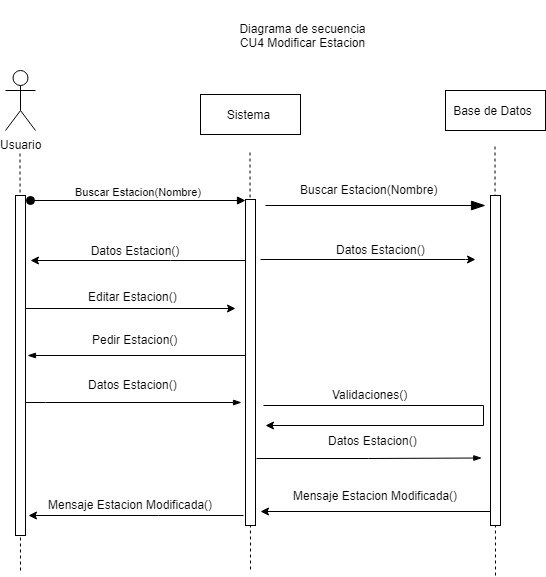 Diagrama de secuencia
CU4 Modificar Estacion
Usuario
Sistema
Base de Datos
Buscar Estacion(Nombre)
Buscar Estacion(Nombre)
Datos Estacion()
Datos Estacion()
Editar Estacion()
Pedir Estacion()
Datos Estacion()
Validaciones()
Datos Estacion()
Mensaje Estacion Modificada()
Mensaje Estacion Modificada()